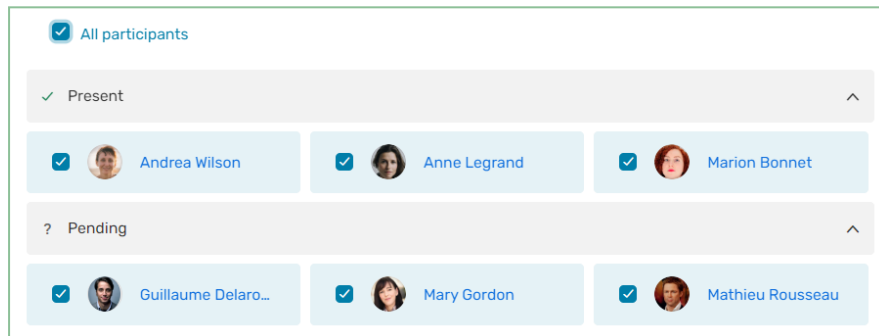 All participants
Present
Andrea Wilson Anne Legrand Marion Bonnet
? Pending
Guillaume Delaro... Mary Gordon Mathieu Rousseau